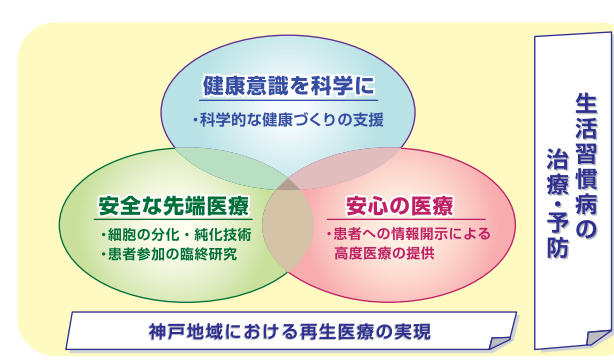 健康意識を科学に
・科学的な健康づくりの支援
安全な先端医療
・細胞の分化・純化技術
・患者参加の臨終研究
安心の医療
・患者への情報開示による
高度医療の提供
生活習慣病の
治療・予防
神戸地域における再生医療の実現